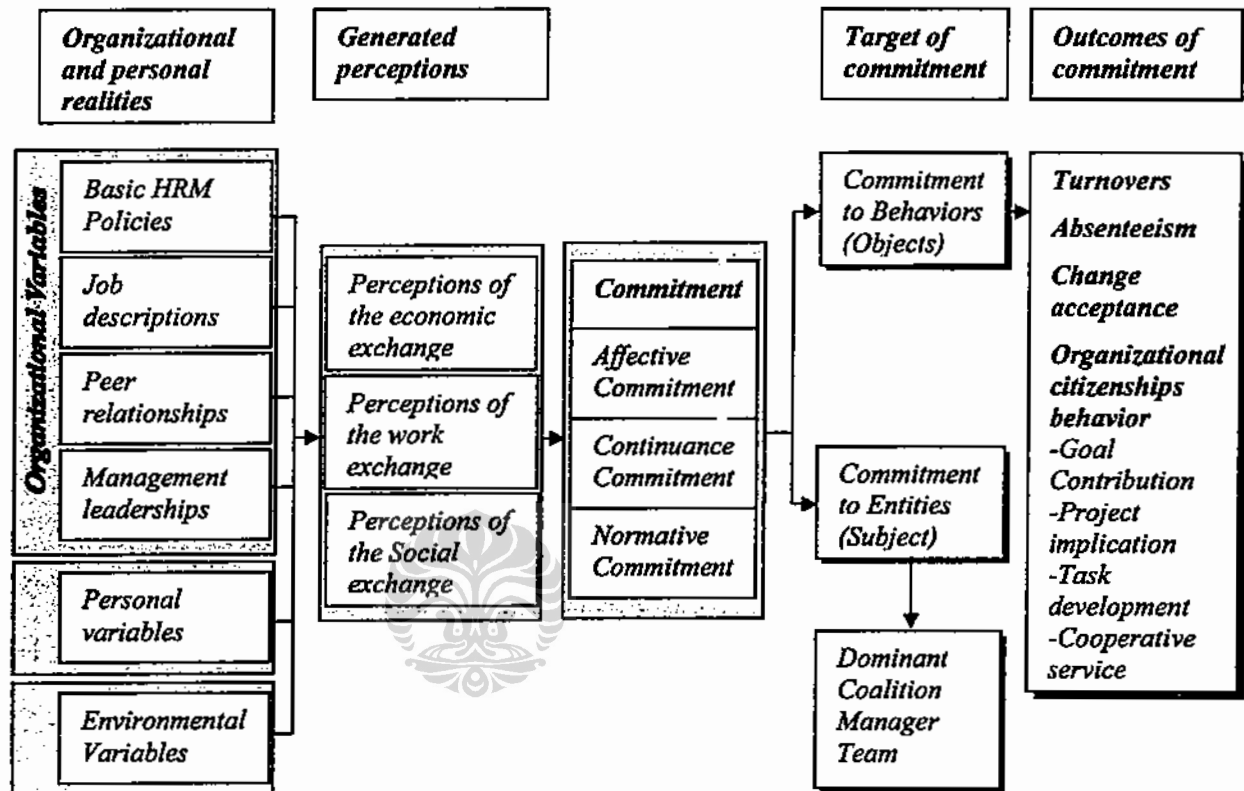 Organizational
and personal
realities
Generated
perceptions
Target of
commitment
Outcomes of
commitment
Organizational Variables
Basic HRM
Policies
Job
descriptions
Peer
relationships
Management
leaderships
Personal
variables
Environmental
Variables
Perceptions of
the economic
exchange
Perceptions of
the work
exchange
Perceptions of
the Social
exchange
Commitment
Affective
Commitment
Continuance
Commitment
Normative
Commitment
Commitment
to Behaviors
(Objects)
Commitment
to Entities
(Subject)
Dominant
Coalition
Manager
Team
Turnovers
Absenteeism
Change
acceptance
Organizational
citizenships
behavior
-Goal
Contribution
-Project
implication
-Task
development
-Cooperative
service